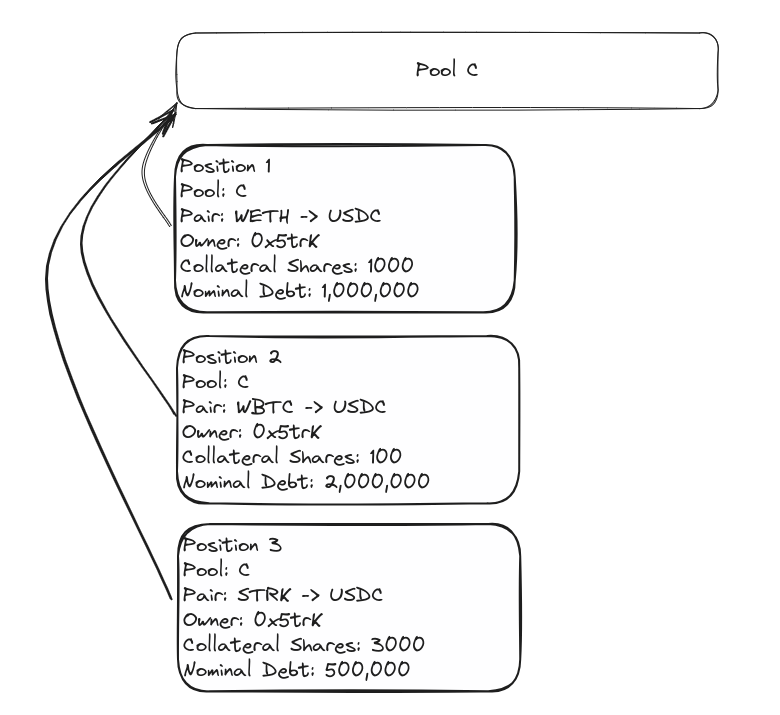 Pool C
Position 1
Pool: C
Pair: WETH -> USDC
Owner: 0x5trK
Collateral Shares: 1000
Nominal Debt: 1,000,000
Position 2
Pool: C
Pair: WBTC -> USDC
Owner: 0x5trK
Collateral Shares: 100
Nominal Debt: 2,000,000
Position 3
Pool: C
Pair: STRK -> USDC
Owner: 0x5trK
Collateral Shares: 3000
Nominal Debt: 500,000